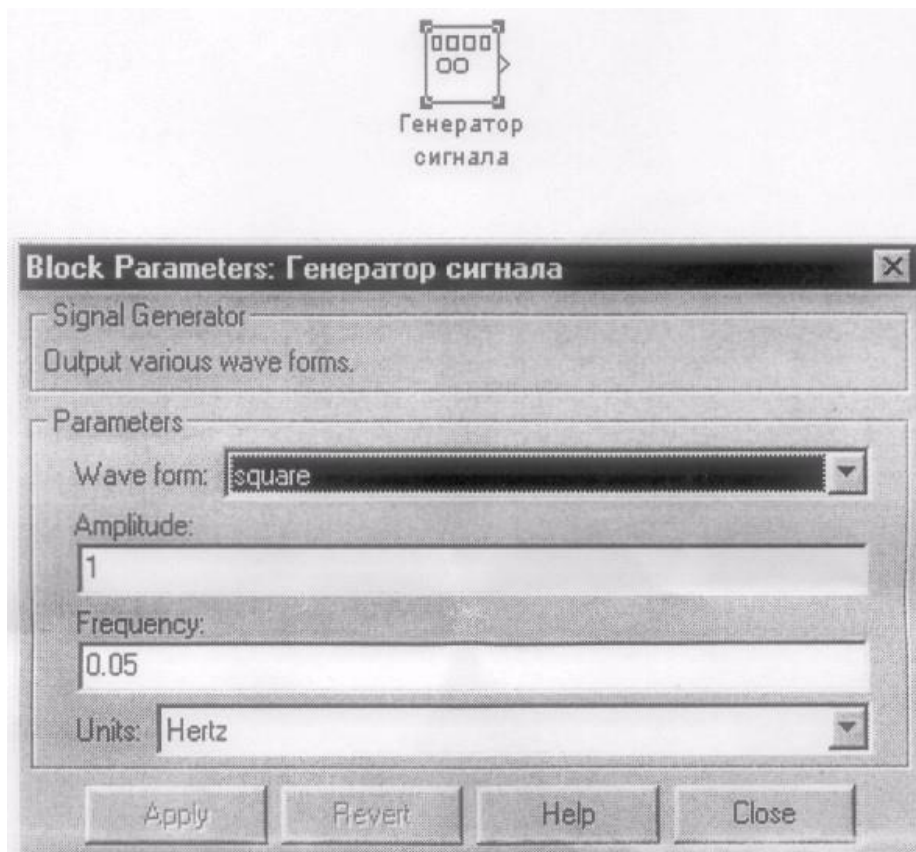 Генератор
сигнала
Block Parameters: Генератор сигнала
Signal Generator
Output various wave forms.
Parameters
Wave form: square
Amplitude:
1
Frequency:
0.05
Units: Hertz
Apply Revert Help Close